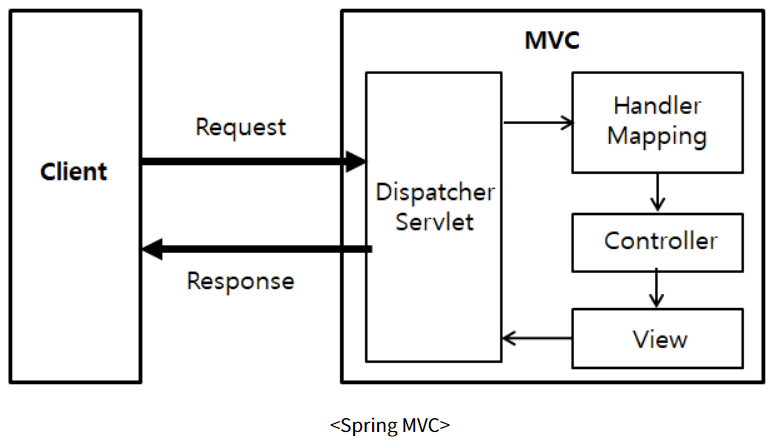 MVC
Client
Request
Response
Dispatcher
Servlet
Handler
Mapping
Controller
View
<Spring MVC>